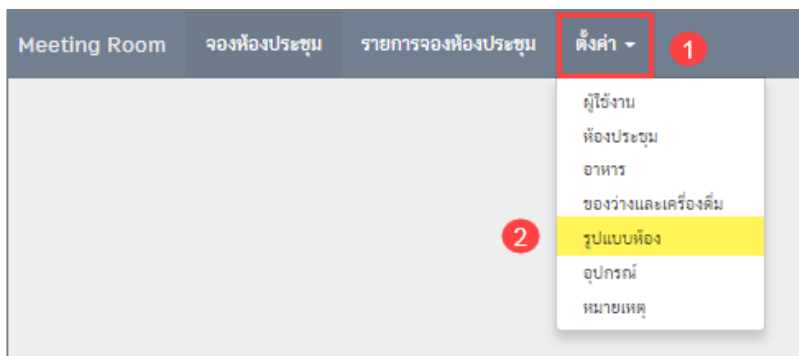 Meeting Room จองห้องประชุม รายการจองห้องประชุม ตั้งค่า 1
ผู้ใช้งาน
ห้องประชุม
อาหาร
ของว่างและเครื่องดื่ม
2 รูปแบบห้อง
อุปกรณ์
หมายเหตุ